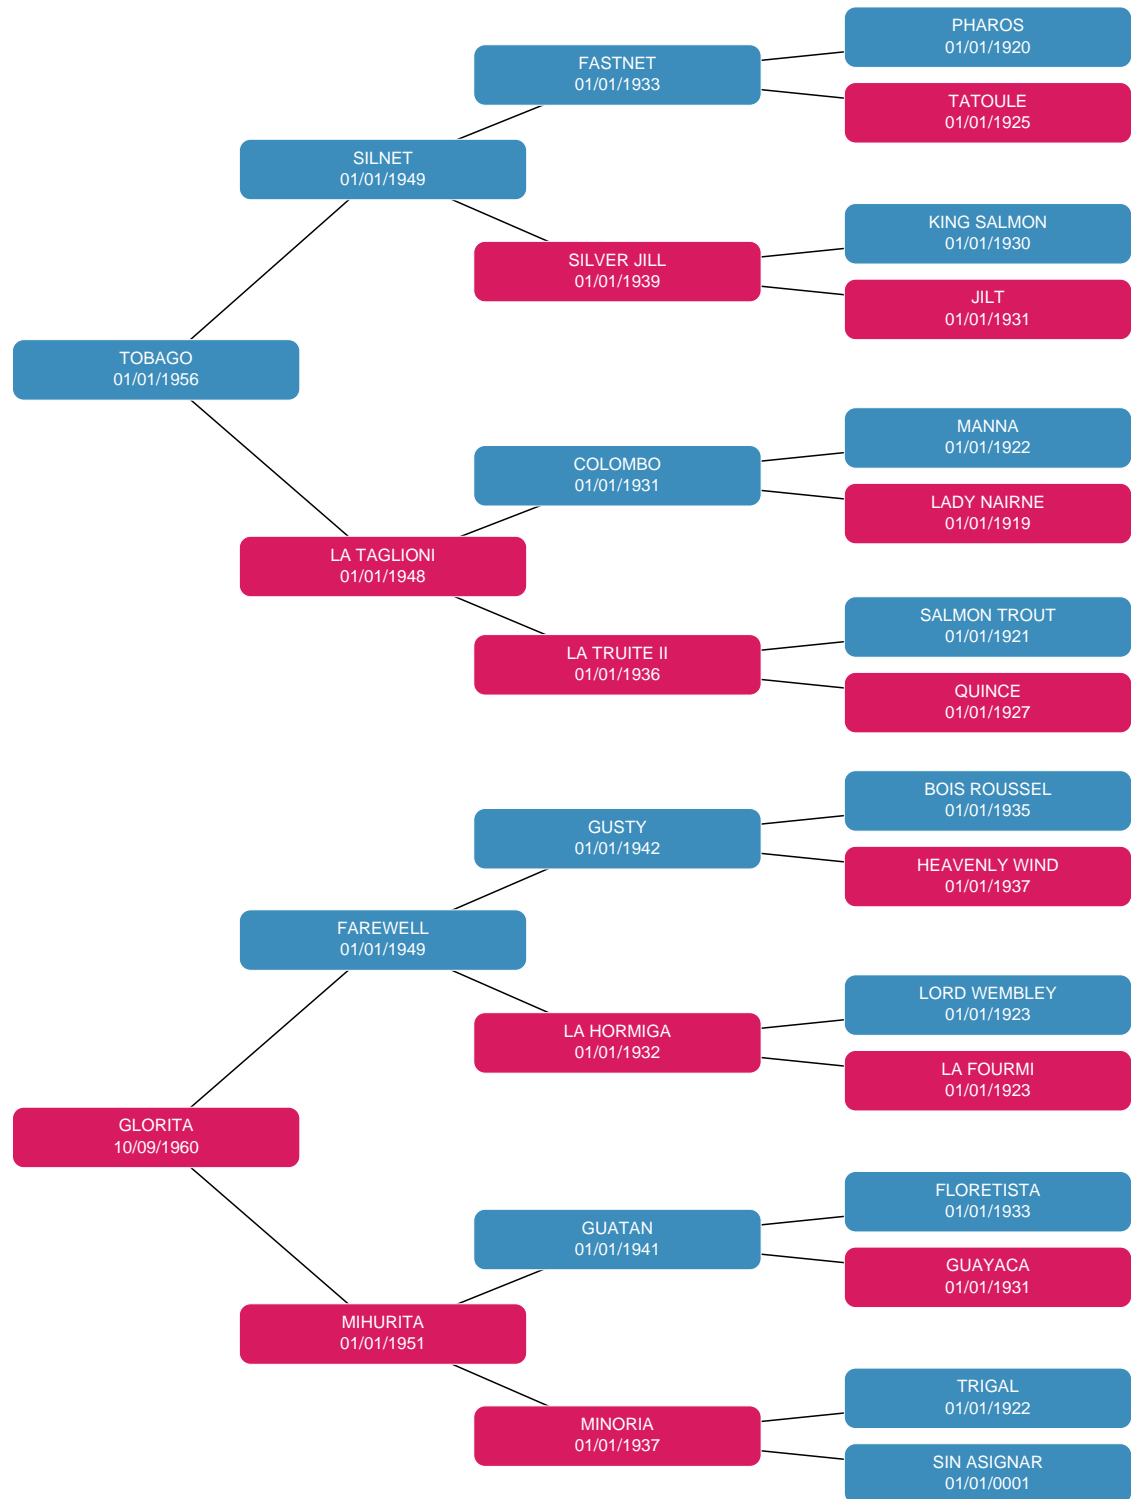 PHAROS
01/01/1920
FASTNET
01/01/1933
TATOULE
01/01/1925
SILNET
01/01/1949
KING SALMON
01/01/1930
SILVER JILL
01/01/1939
JILT
01/01/1931
TOBAGO
01/01/1956
MANNA
01/01/1922
COLOMBO
01/01/1931
LADY NAIRNE
01/01/1919
LA TAGLIONI
01/01/1948
SALMON TROUT
01/01/1921
LA TRUITE II
01/01/1936
QUINCE
01/01/1927
BOIS ROUSSEL
01/01/1935
GUSTY
01/01/1942
HEAVENLY WIND
01/01/1937
FAREWELL
01/01/1949
LORD WEMBLEY
01/01/1923
LA HORMIGA
01/01/1932
LA FOURMI
01/01/1923
GLORITA
10/09/1960
FLORETISTA
01/01/1933
GUATAN
01/01/1941
GUAYACA
01/01/1931
MIHURITA
01/01/1951
TRIGAL
01/01/1922
MINORIA
01/01/1937
SIN ASIGNAR
01/01/0001